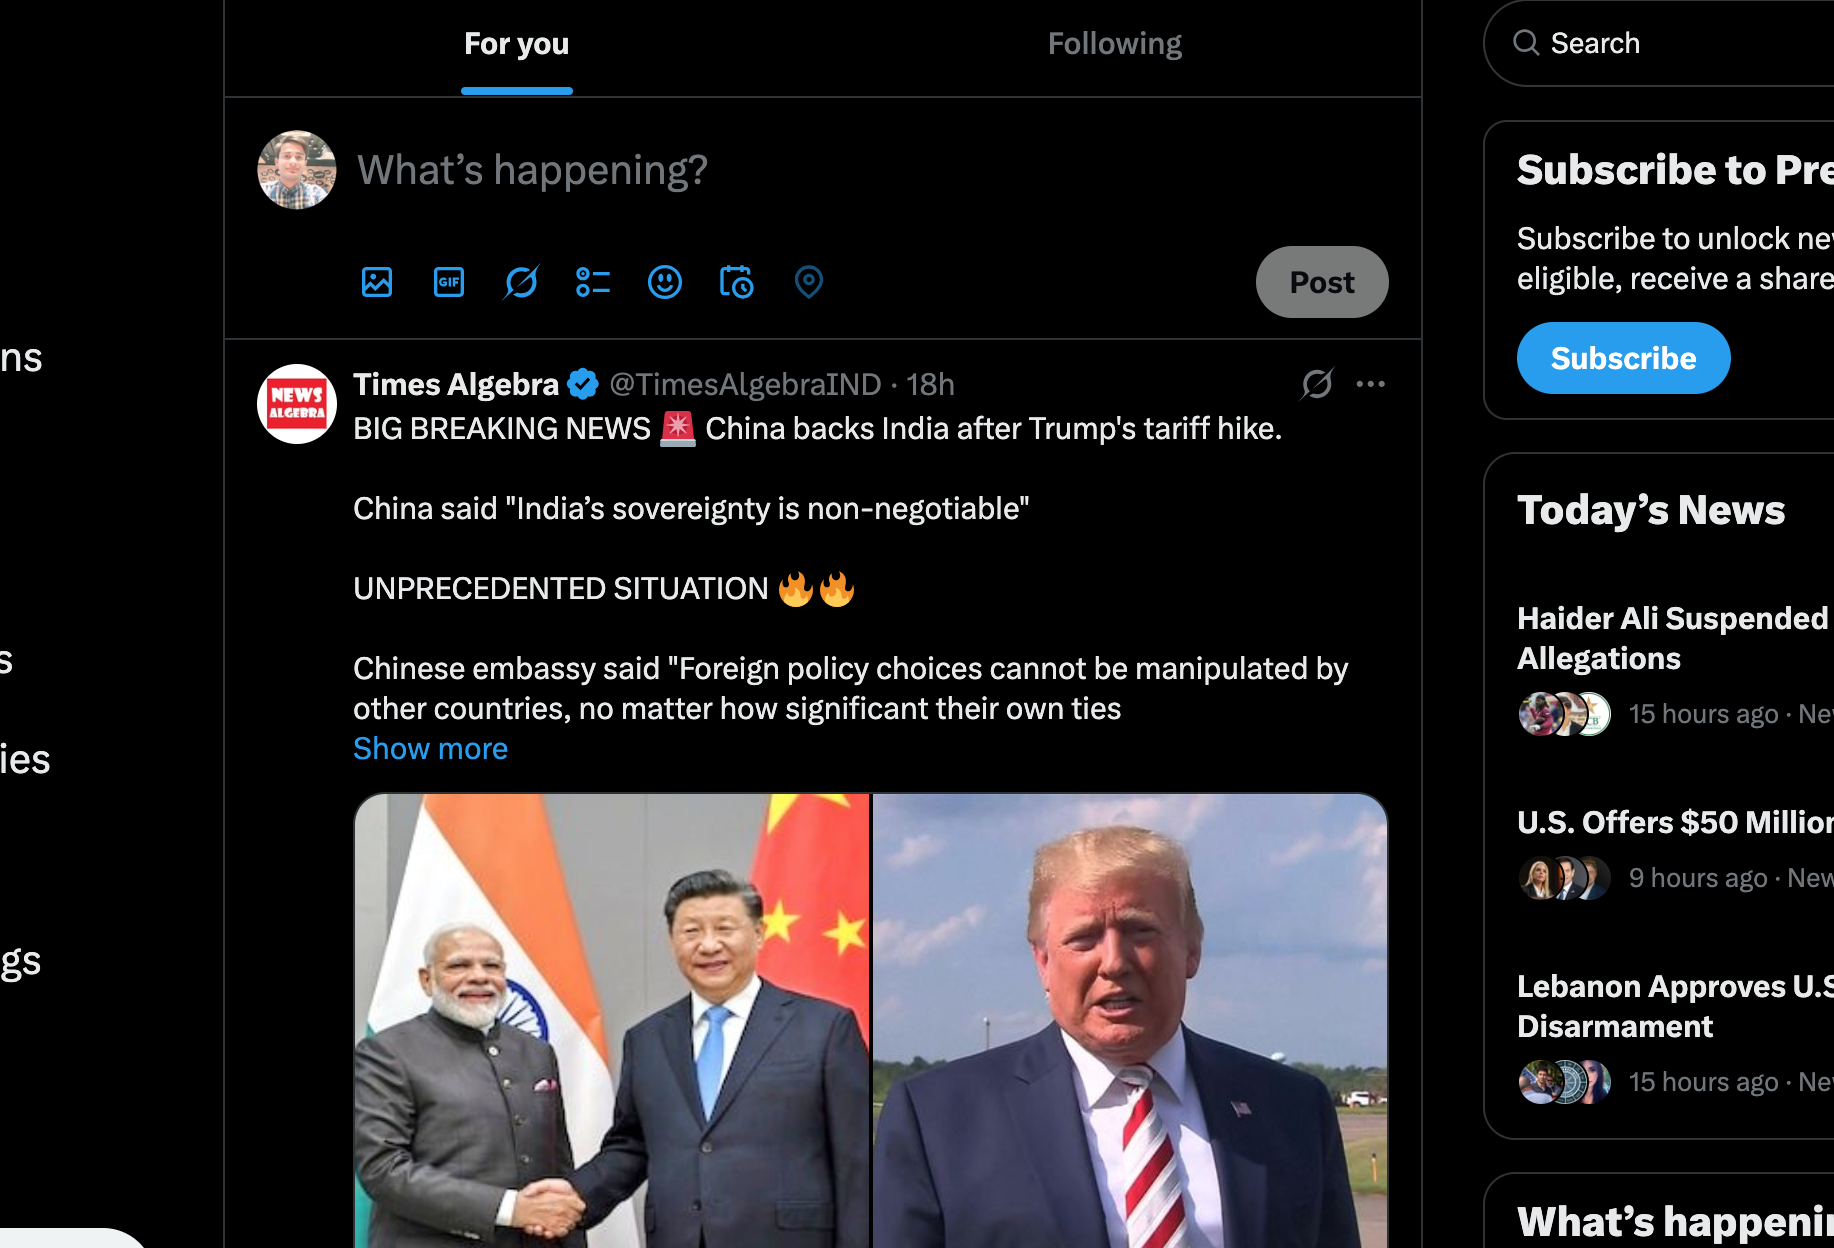 For you
Following
What’s happening?
GIF
Post
NEWS
ALGEBRA
Times Algebra @TimesAlgebraIND · 18h
BIG BREAKING NEWS 🚨 China backs India after Trump's tariff hike.
China said "India’s sovereignty is non-negotiable"
UNPRECEDENTED SITUATION 🔥🔥
Chinese embassy said "Foreign policy choices cannot be manipulated by
other countries, no matter how significant their own ties
Show more
ns
s
ies
gs
Search
Subscribe to Pre
Subscribe to unlock ne
eligible, receive a share
Subscribe
Today’s News
Haider Ali Suspended
Allegations
15 hours ago · Ne
U.S. Offers $50 Million
9 hours ago · New
Lebanon Approves U.S
Disarmament
15 hours ago · Ne
What’s happenin